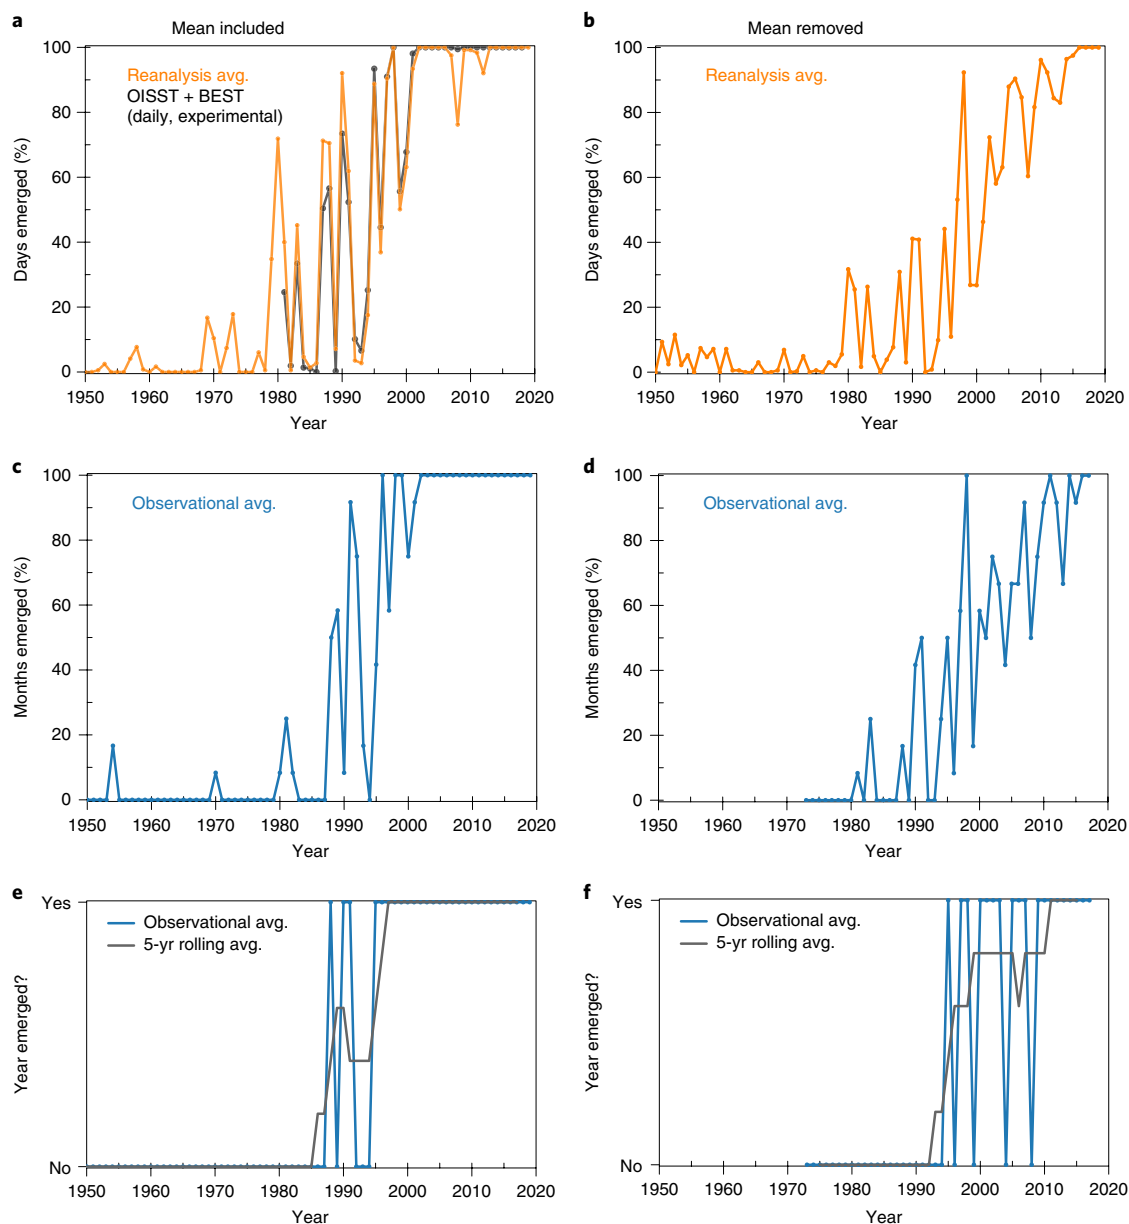 a
Mean included
100
80
60
40
20
0
Days emerged (%)
Reanalysis avg.
OISST + BEST
(daily, experimental)
1950 1960 1970 1980 1990 2000 2010 2020
Year
b
Mean removed
100
80
60
40
20
0
Days emerged (%)
Reanalysis avg.
1950 1960 1970 1980 1990 2000 2010 2020
Year
c
100
80
60
40
20
0
Months emerged (%)
Observational avg.
1950 1960 1970 1980 1990 2000 2010 2020
Year
d
100
80
60
40
20
0
Months emerged (%)
Observational avg.
1950 1960 1970 1980 1990 2000 2010 2020
Year
e
Yes
No
Year emerged?
Observational avg.
5-yr rolling avg.
1950 1960 1970 1980 1990 2000 2010 2020
Year
f
Yes
No
Year emerged?
Observational avg.
5-yr rolling avg.
1950 1960 1970 1980 1990 2000 2010 2020
Year